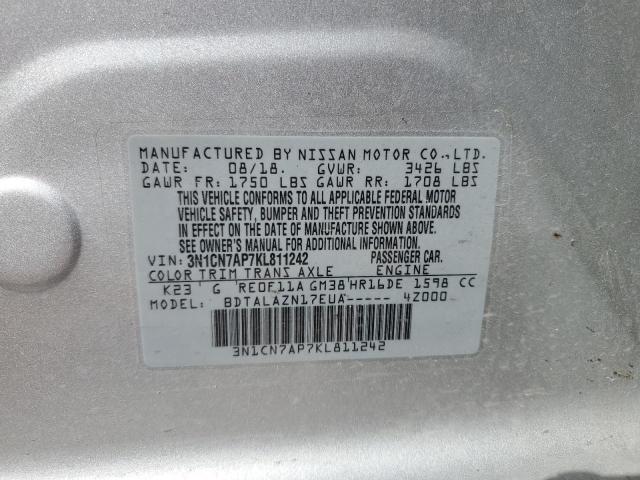 MANUFACTURED BY NISSAN MOTOR CO.,LTD.
DATE: 08/18. GVWR: 3426 LBS
GAWR FR: 1750 LBS GAWR RR: 1708 LBS
THIS VEHICLE CONFORMS TO ALL APPLICABLE FEDERAL MOTOR
VEHICLE SAFETY, BUMPER AND THEFT PREVENTION STANDARDS
IN EFFECT ON THE DATE OF MANUFACTURE SHOWN ABOVE.
SEE OWNER'S MANUAL FOR ADDITIONAL INFORMATION.
VIN: 3N1CN7AP7KL811242 PASSENGER CAR.
COLOR TRIM TRANS AXLE ENGINE
K23 G RE0F11A GM38 HR16DE 1598 CC
MODEL: BDTALAZN17EUA----- 4Z000
3N1CN7AP7KL811242